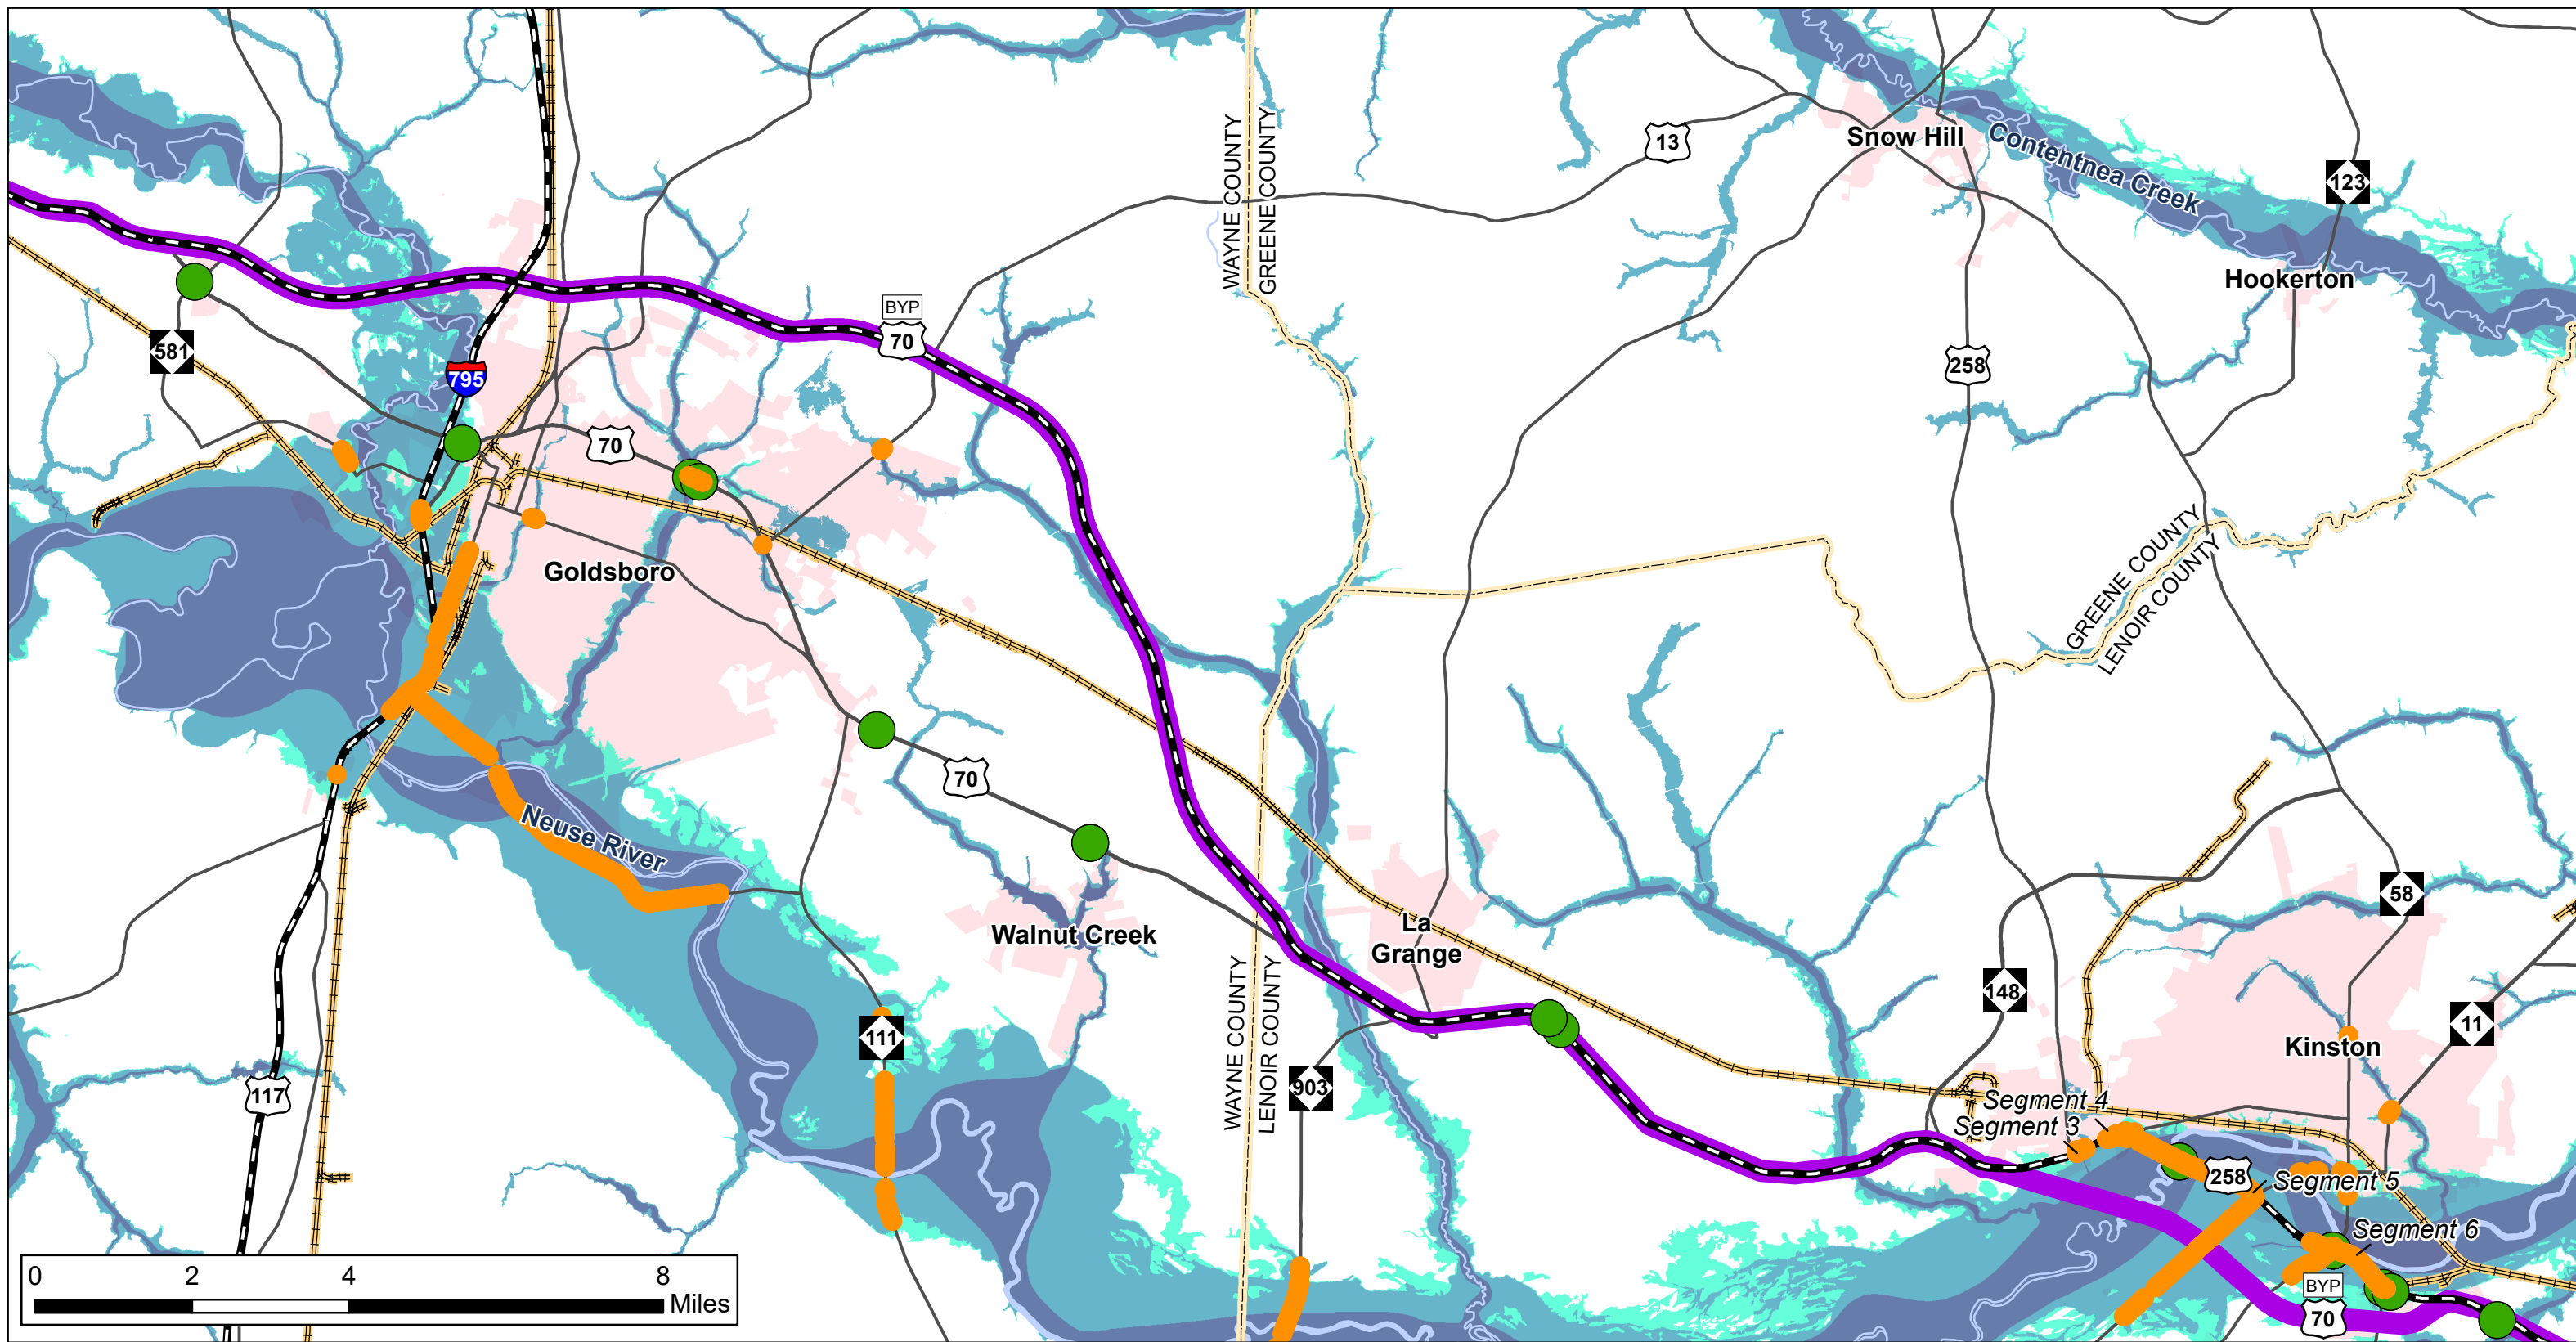 WAYNE COUNTY
GREENE COUNTY
13
Snow Hill
Contentnea Creek
123
Hookerton
BYP
70
581
795
258
70
Goldsboro
GREENE COUNTY
LENOIR COUNTY
70
Neuse River
Walnut Creek
La
Grange
58
148
11
Kinston
WAYNE COUNTY
LENOIR COUNTY
111
903
117
Segment 4
Segment 3
258
Segment 5
Segment 6
BYP
70
0 2 4 8
Miles